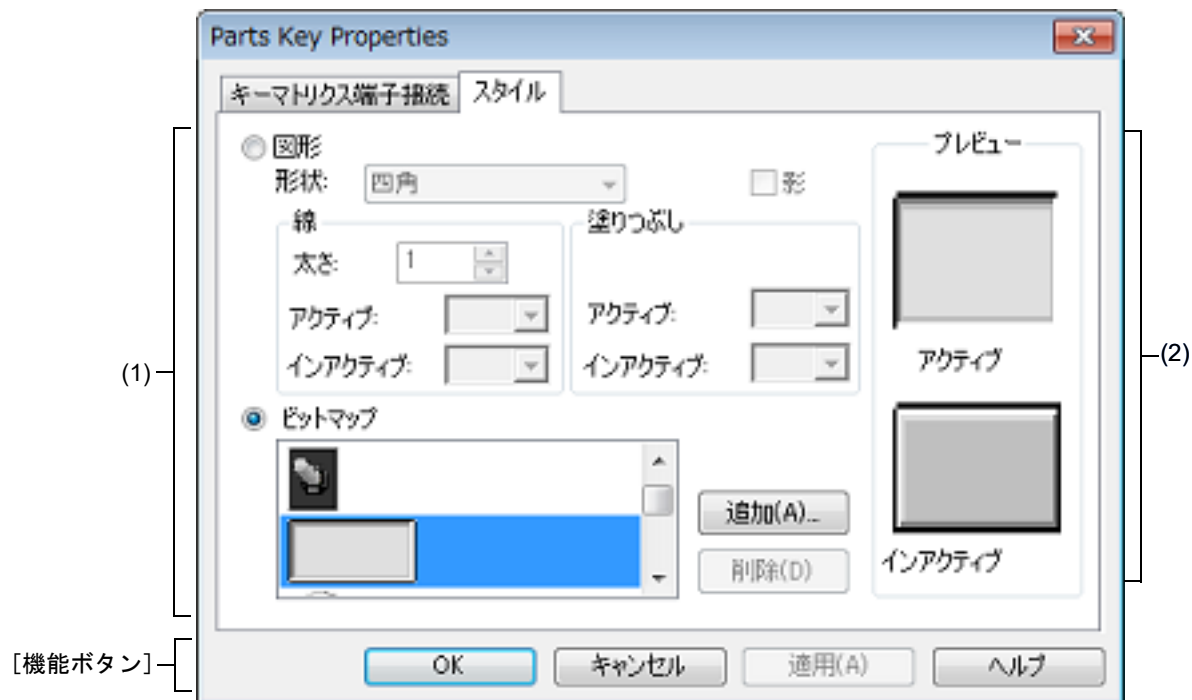 Parts Key Properties
キーマトリクス端子接続 スタイル
図形
形状: 四角 影
線
太さ: 1
アクティブ:
インアクティブ:
塗りつぶし
アクティブ:
インアクティブ:
ビットマップ
追加(A)...
削除(D)
プレビュー
アクティブ
インアクティブ
(1)
(2)
[機能ボタン]
OK キャンセル 適用(A) ヘルプ